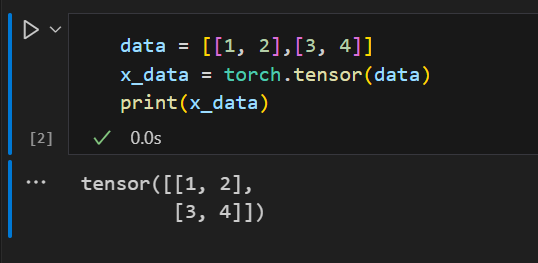 data = [[1, 2],[3, 4]]
x_data = torch.tensor(data)
print(x_data)
[2]
0.0s
... tensor([[1, 2],
[3, 4]])